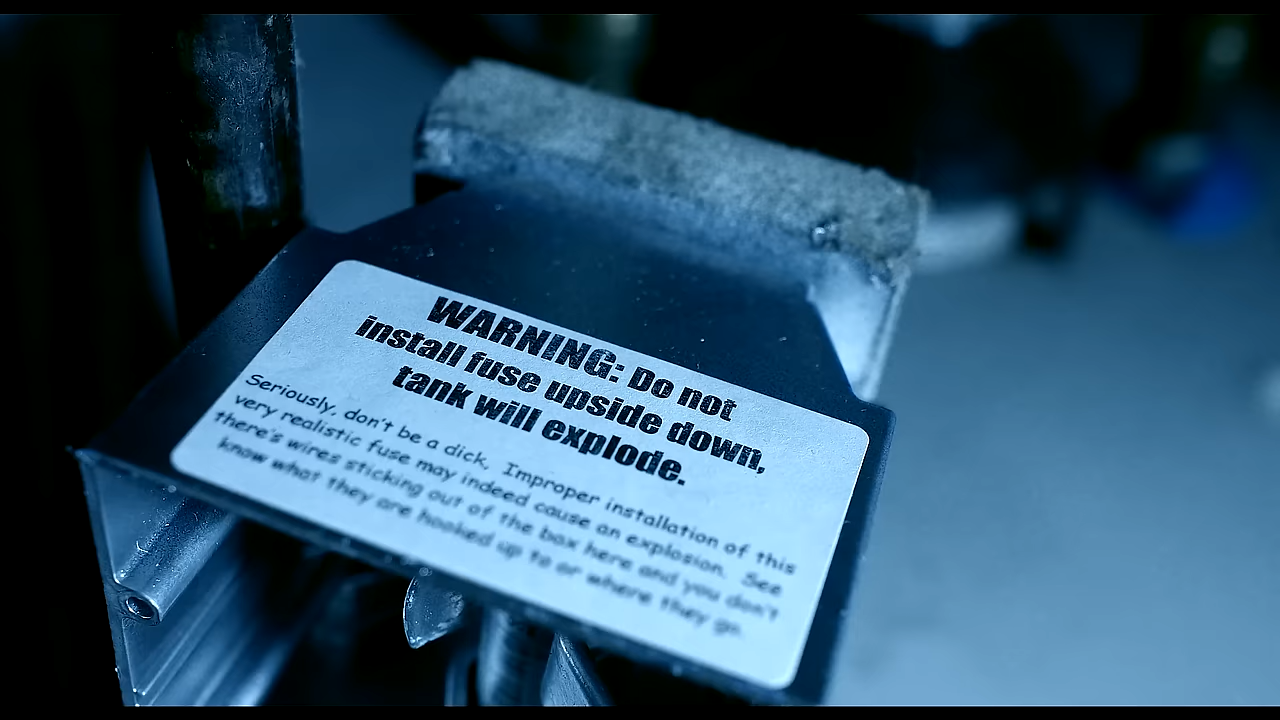 WARNING: Do not
install fuse upside down,
tank will explode.
Seriously, don't be a dick. Improper installation of this
very realistic fuse may indeed cause an explosion. See
there's wires sticking out of the box here and you don't
know what they are hooked up to or where they go.